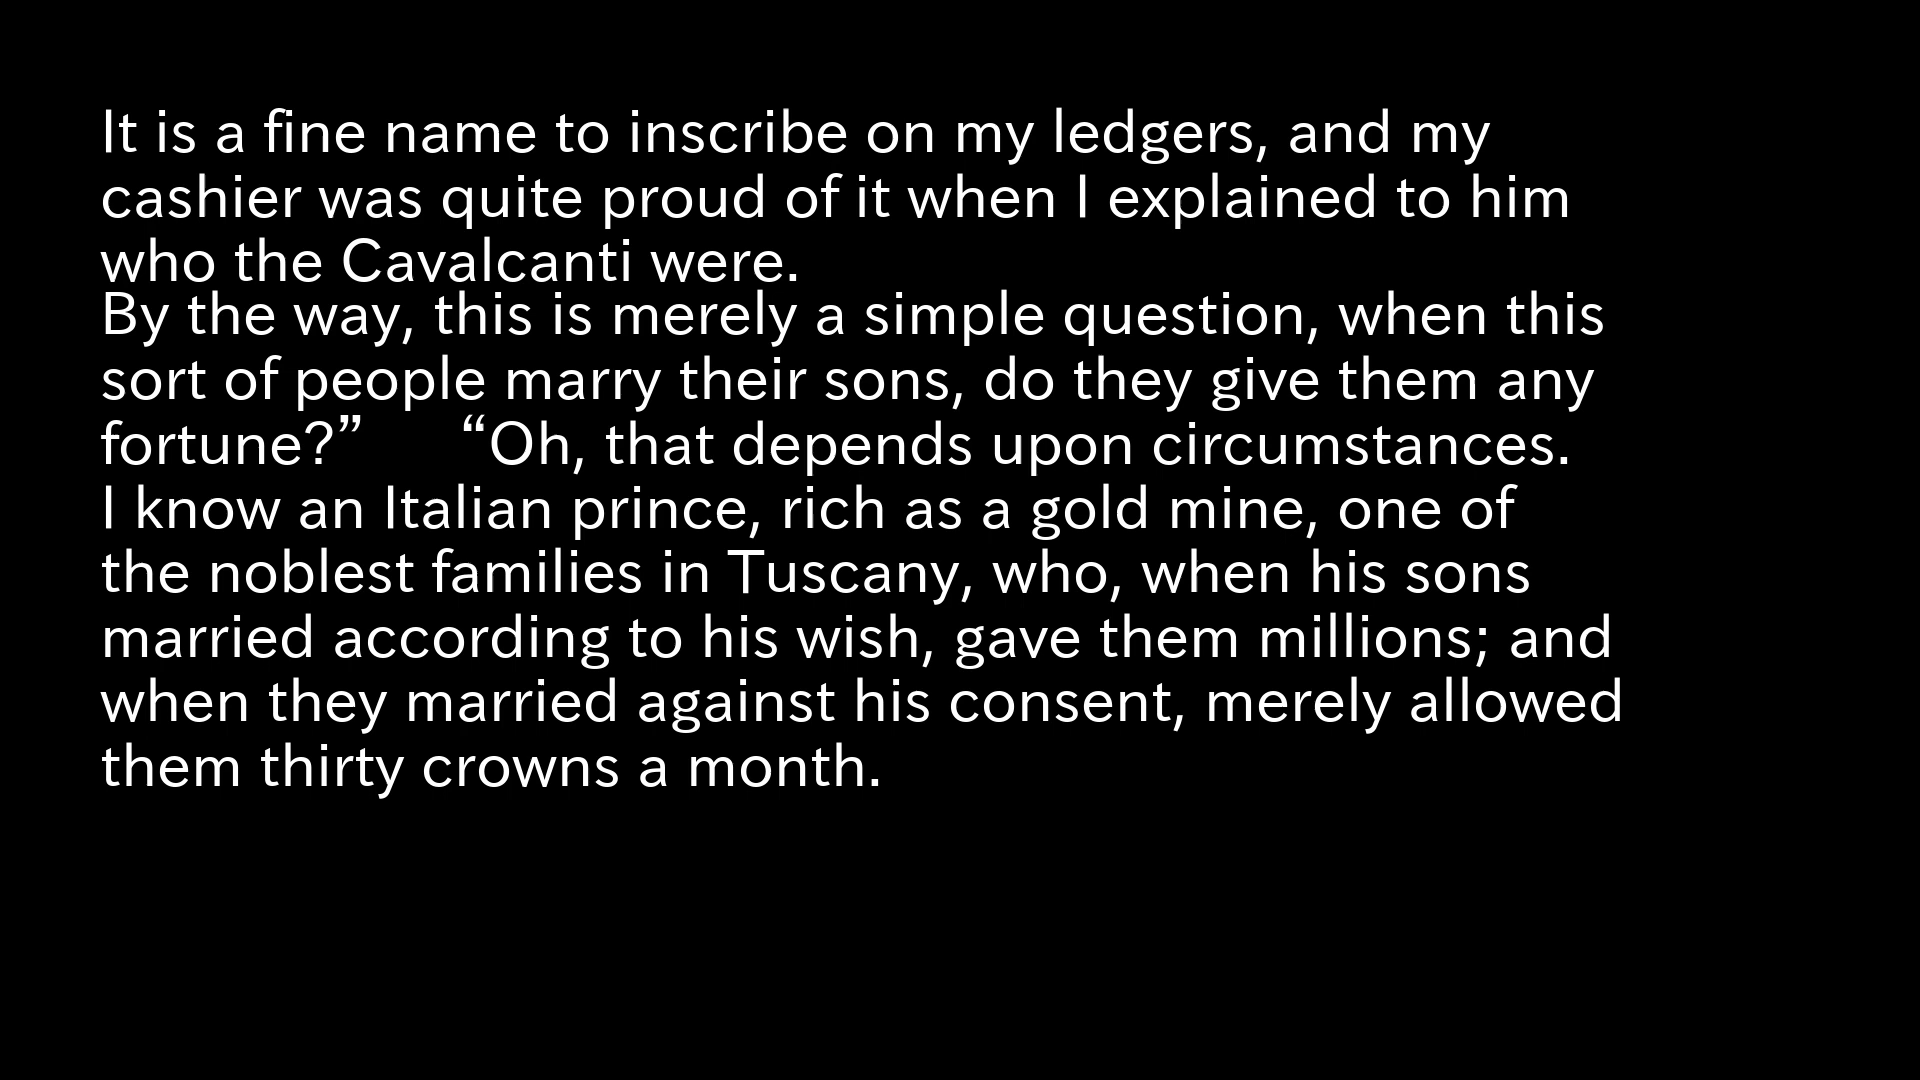 It is a fine name to inscribe on my ledgers, and my
cashier was quite proud of it when I explained to him
who the Cavalcanti were.
By the way, this is merely a simple question, when this
sort of people marry their sons, do they give them any
fortune?” “Oh, that depends upon circumstances.
I know an Italian prince, rich as a gold mine, one of
the noblest families in Tuscany, who, when his sons
married according to his wish, gave them millions; and
when they married against his consent, merely allowed
them thirty crowns a month.